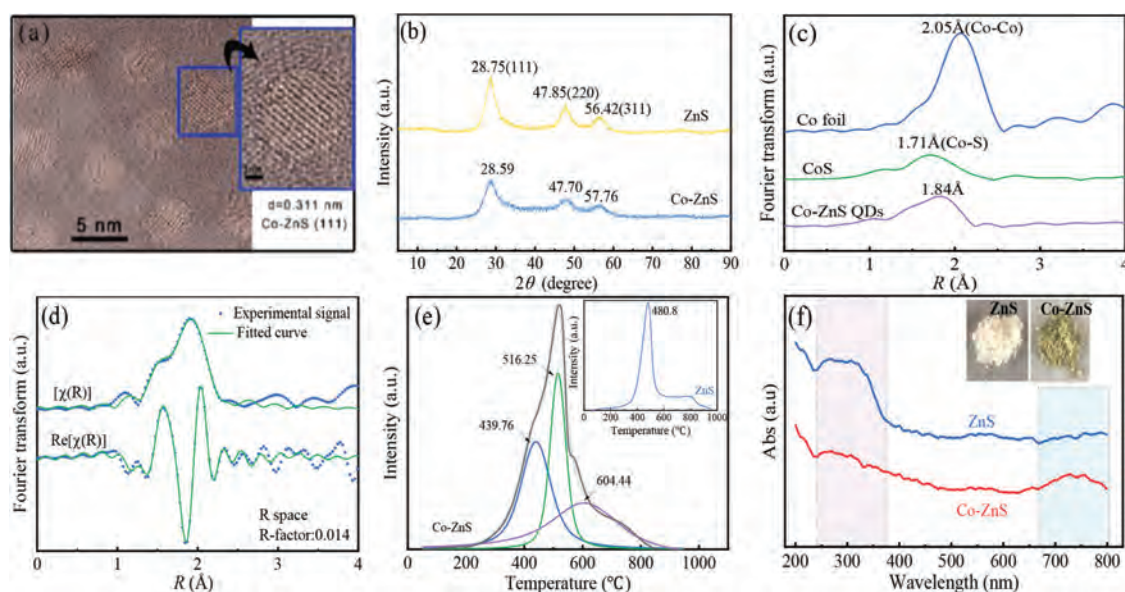 (a)
5 nm
d=0.311 nm
Co-ZnS (111)
(b)
28.75(111)
47.85(220)
56.42(311)
ZnS
28.59
47.70
57.76
Co-ZnS
Intensity (a.u.)
10 20 30 40 50 60 70 80 90
2θ (degree)
(c)
2.05Å(Co-Co)
Co foil
1.71Å(Co-S)
CoS
1.84Å
Co-ZnS QDs
Fourier transform (a.u.)
0 1 2 3 4
R (Å)
(d)
Experimental signal
Fitted curve
[χ(R)]
Re[χ(R)]
R space
R-factor:0.014
Fourier transform (a.u.)
0 1 2 3 4
R (Å)
(e)
516.25
439.76
604.44
Co-ZnS
Intensity (a.u.)
0 200 400 600 800 1000
Temperature (℃)
480.8
ZnS
Intensity (a.u.)
0 200 400 600 800 1000
Temperature (℃)
(f)
ZnS Co-ZnS
ZnS
Co-ZnS
Abs (a.u)
200 300 400 500 600 700 800
Wavelength (nm)